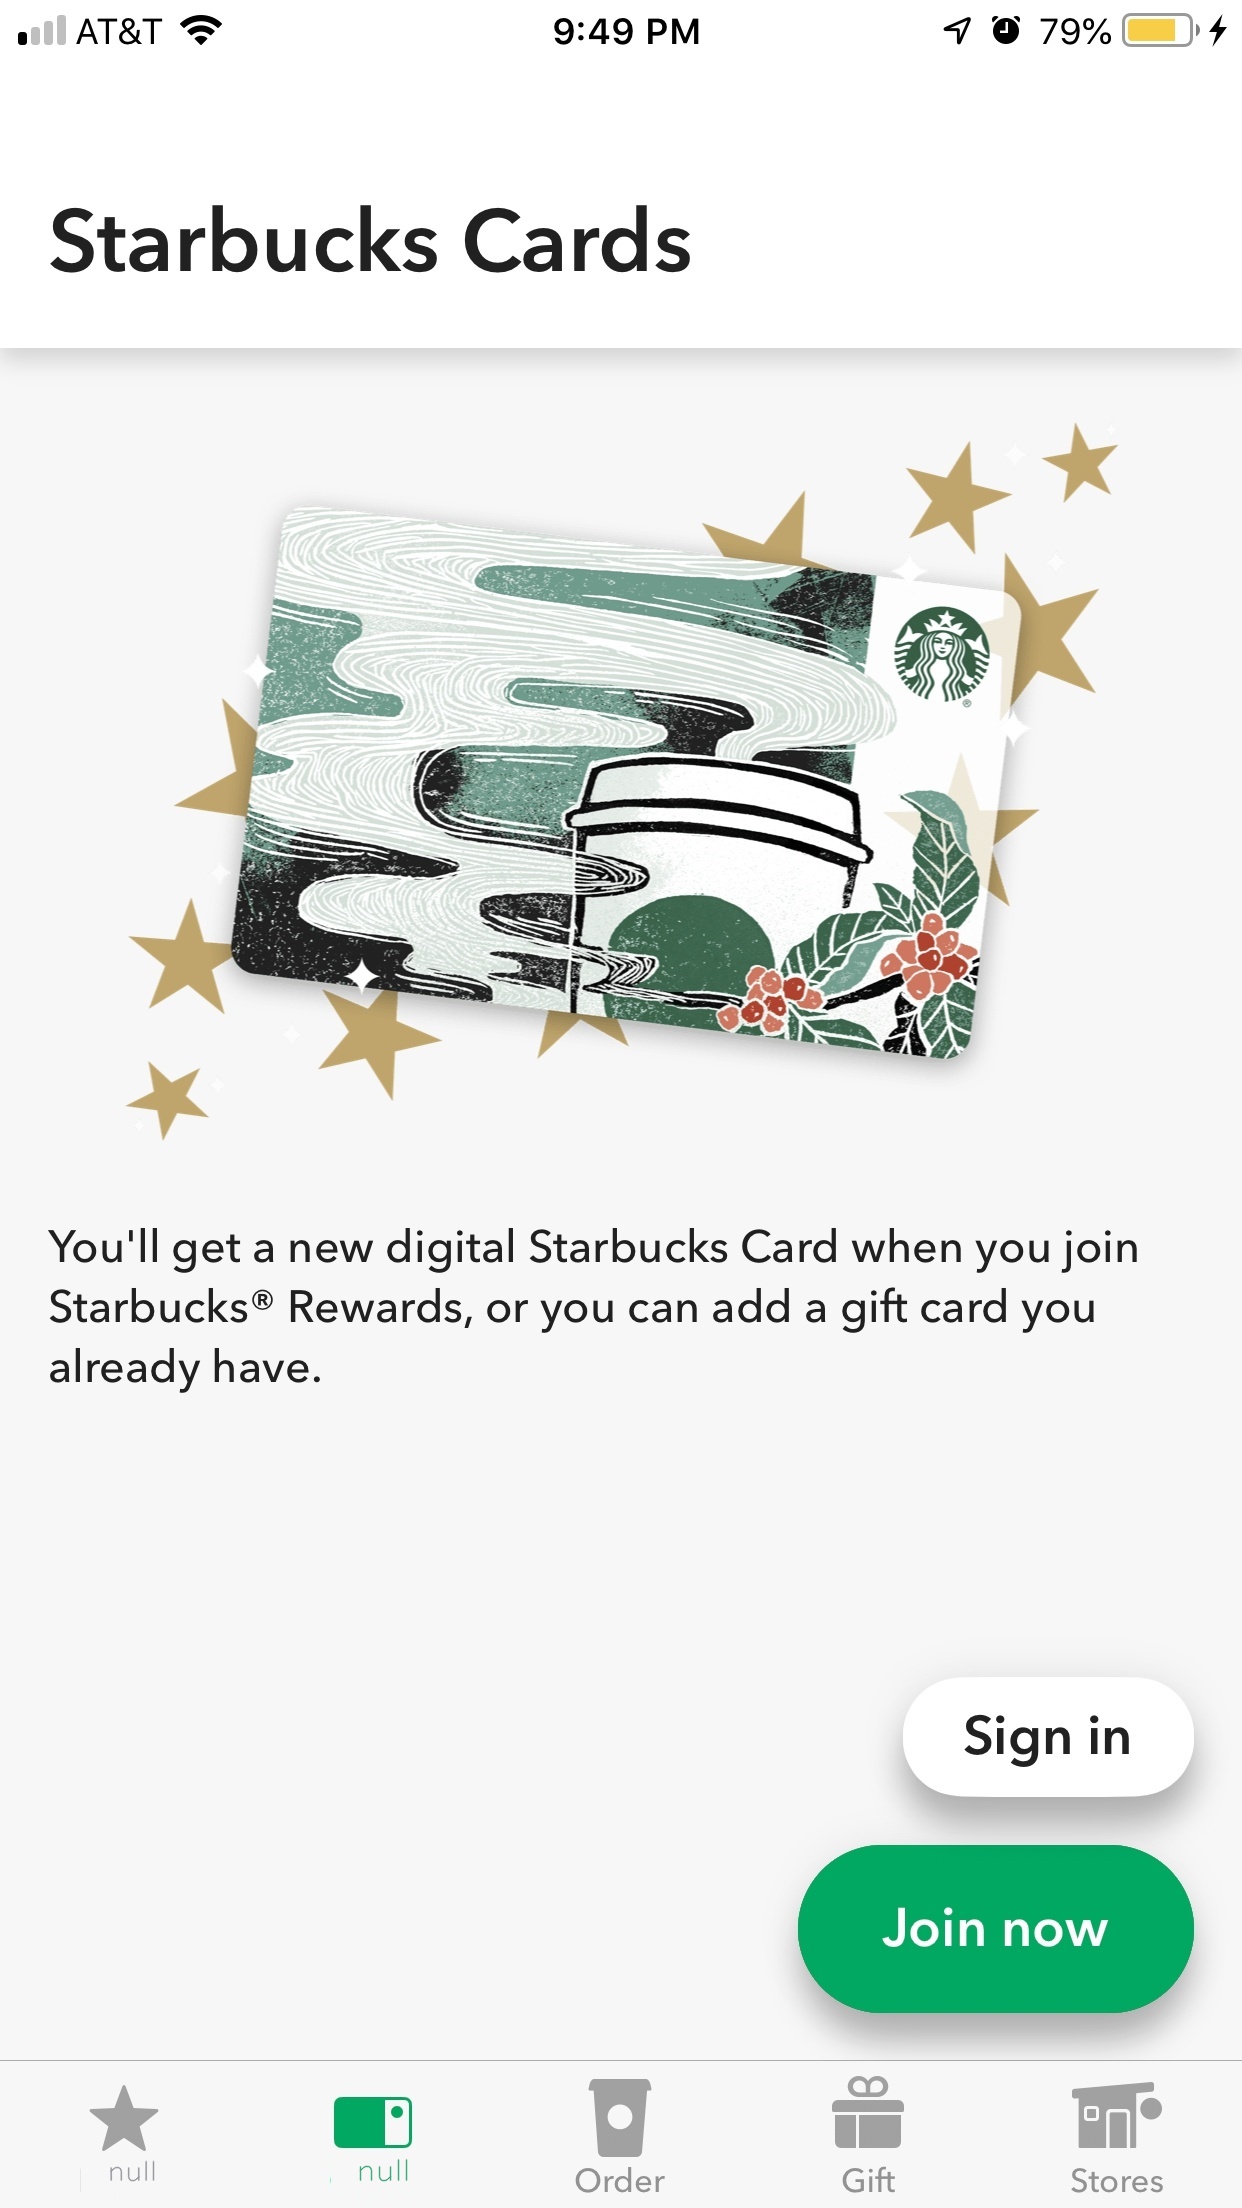 AT&T 9:49 PM 79%
Starbucks Cards
®
You'll get a new digital Starbucks Card when you join
Starbucks® Rewards, or you can add a gift card you
already have.
Sign in
Join now
null null Order Gift Stores